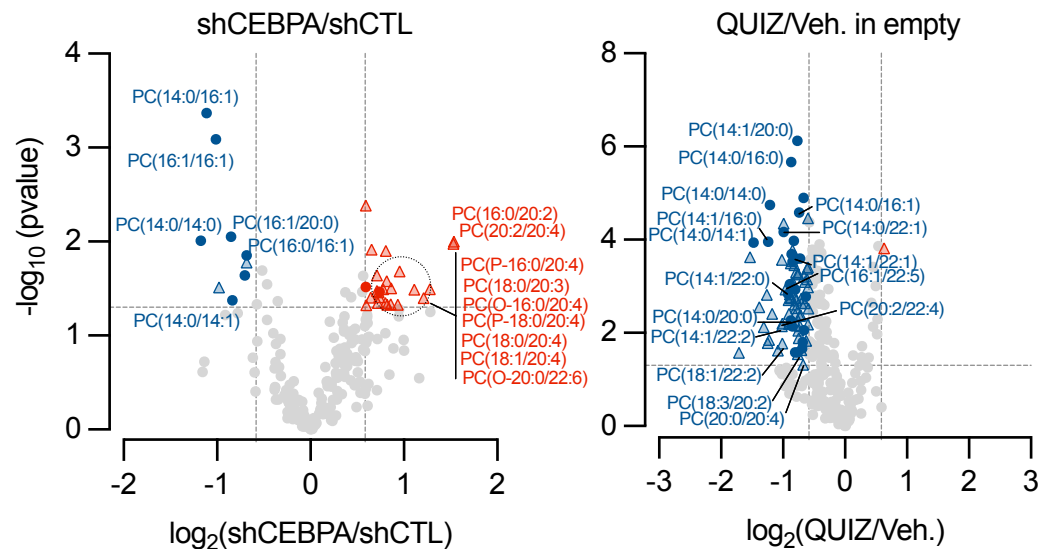 shCEBPA/shCTL
-log10 (pvalue)
4
3
2
1
0
PC(14:0/16:1)
PC(16:1/16:1)
PC(14:0/14:0)
PC(16:1/20:0)
PC(16:0/16:1)
PC(14:0/14:1)
PC(16:0/20:2)
PC(20:2/20:4)
PC(P-16:0/20:4)
PC(18:0/20:3)
PC(O-16:0/20:4)
PC(P-18:0/20:4)
PC(18:0/20:4)
PC(18:1/20:4)
PC(O-20:0/22:6)
-2 -1 0 1 2
log2(shCEBPA/shCTL)
QUIZ/Veh. in empty
8
6
4
2
0
PC(14:1/20:0)
PC(14:0/16:0)
PC(14:0/14:0)
PC(14:0/16:1)
PC(14:1/16:0)
PC(14:0/22:1)
PC(14:0/14:1)
PC(14:1/22:1)
PC(14:1/22:0)
PC(16:1/22:5)
PC(14:0/20:0)
PC(20:2/22:4)
PC(14:1/22:2)
PC(18:1/22:2)
PC(18:3/20:2)
PC(20:0/20:4)
-3 -2 -1 0 1 2 3
log2(QUIZ/Veh.)